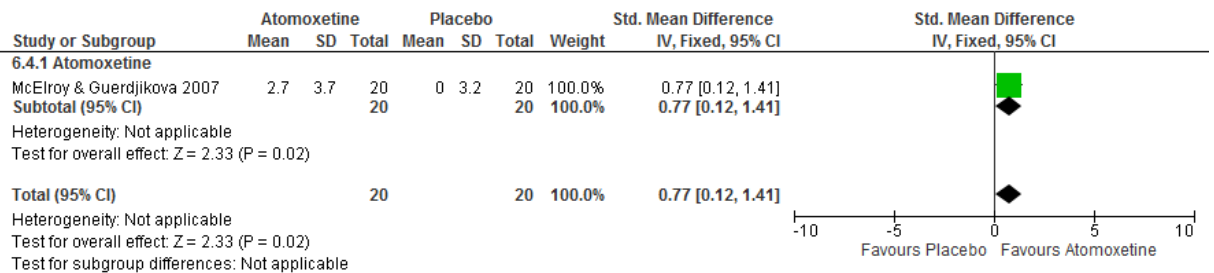 Atomoxetine Placebo Std. Mean Difference Std. Mean Difference
Study or Subgroup Mean SD Total Mean SD Total Weight IV, Fixed, 95% CI IV, Fixed, 95% CI
6.4.1 Atomoxetine
McElroy & Guerdjikova 2007 2.7 3.7 20 0 3.2 20 100.0% 0.77 [0.12, 1.41]
Subtotal (95% CI) 20 20 100.0% 0.77 [0.12, 1.41]
Heterogeneity: Not applicable
Test for overall effect: Z = 2.33 (P = 0.02)
Total (95% CI) 20 20 100.0% 0.77 [0.12, 1.41]
Heterogeneity: Not applicable
Test for overall effect: Z = 2.33 (P = 0.02)
Test for subgroup differences: Not applicable
-10 -5 0 5 10
Favours Placebo Favours Atomoxetine